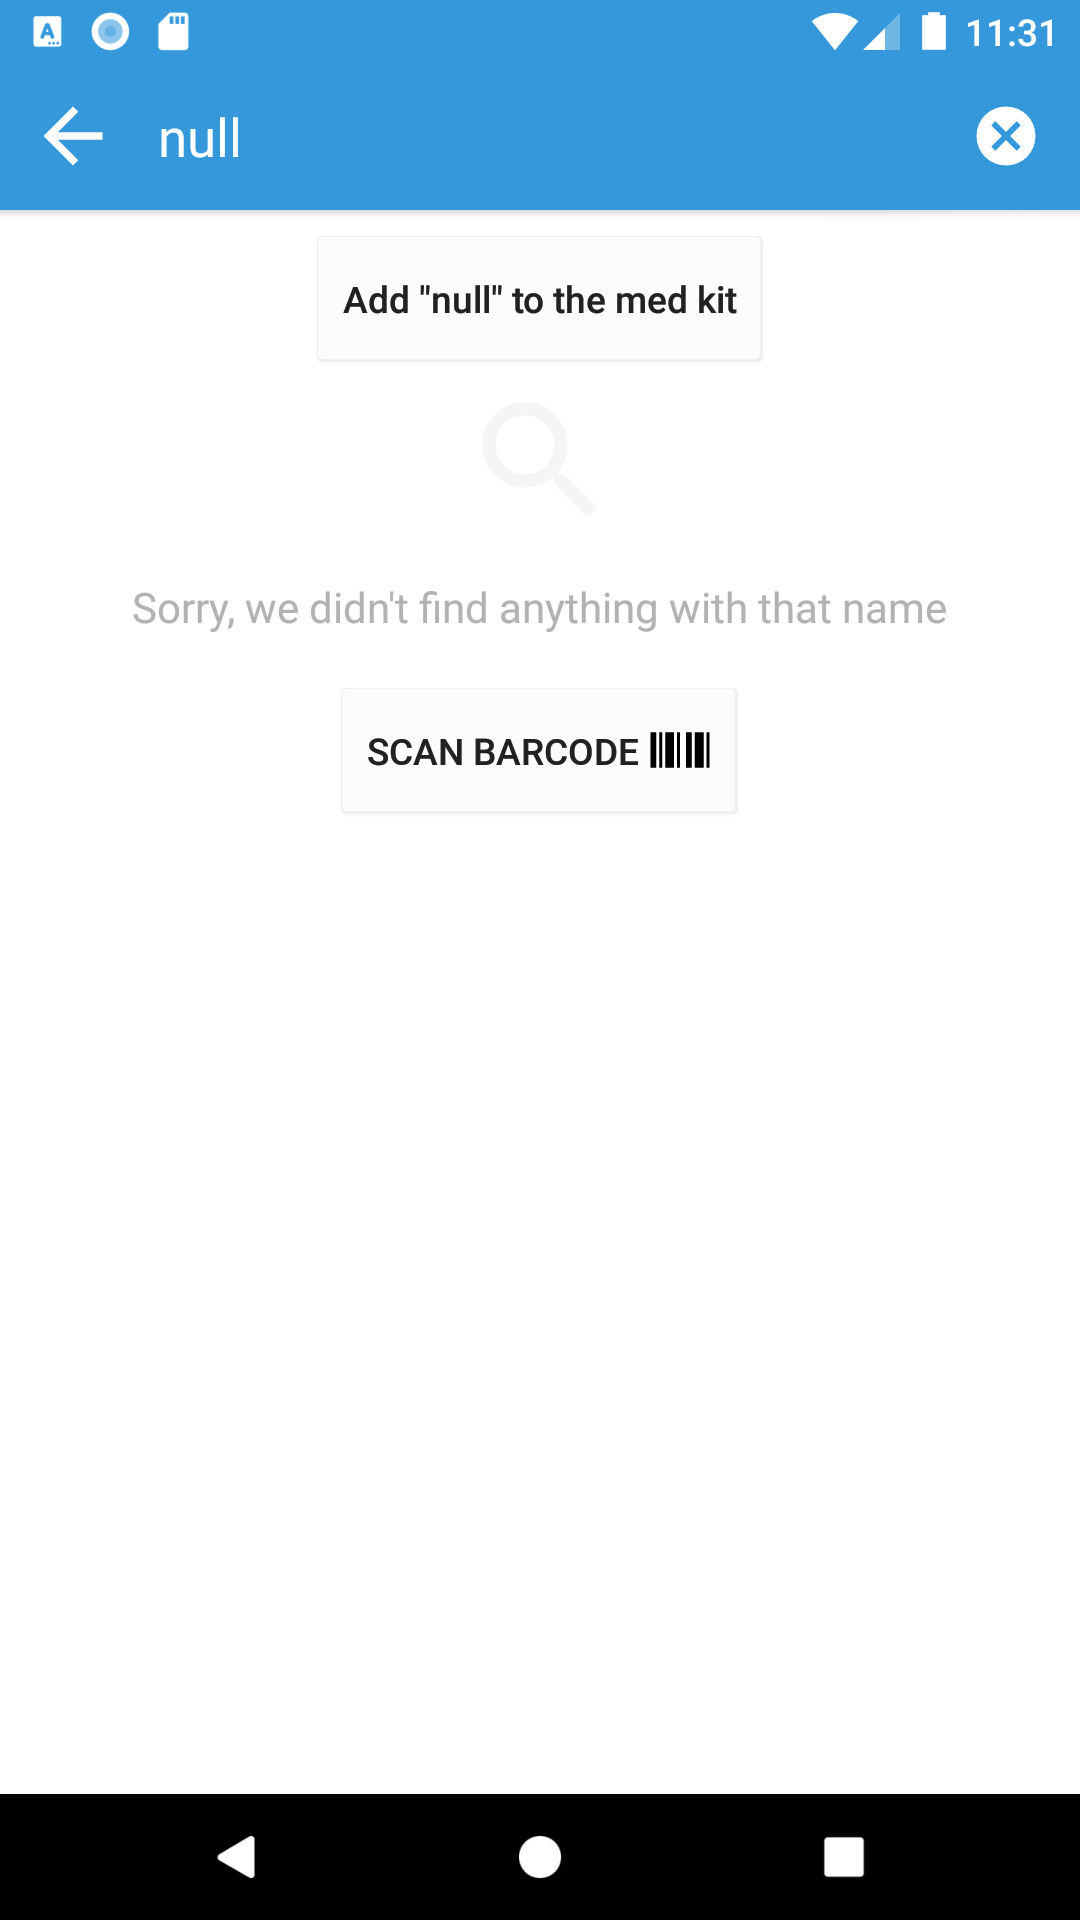 11:31
null
Add "null" to the med kit
Sorry, we didn't find anything with that name
SCAN BARCODE